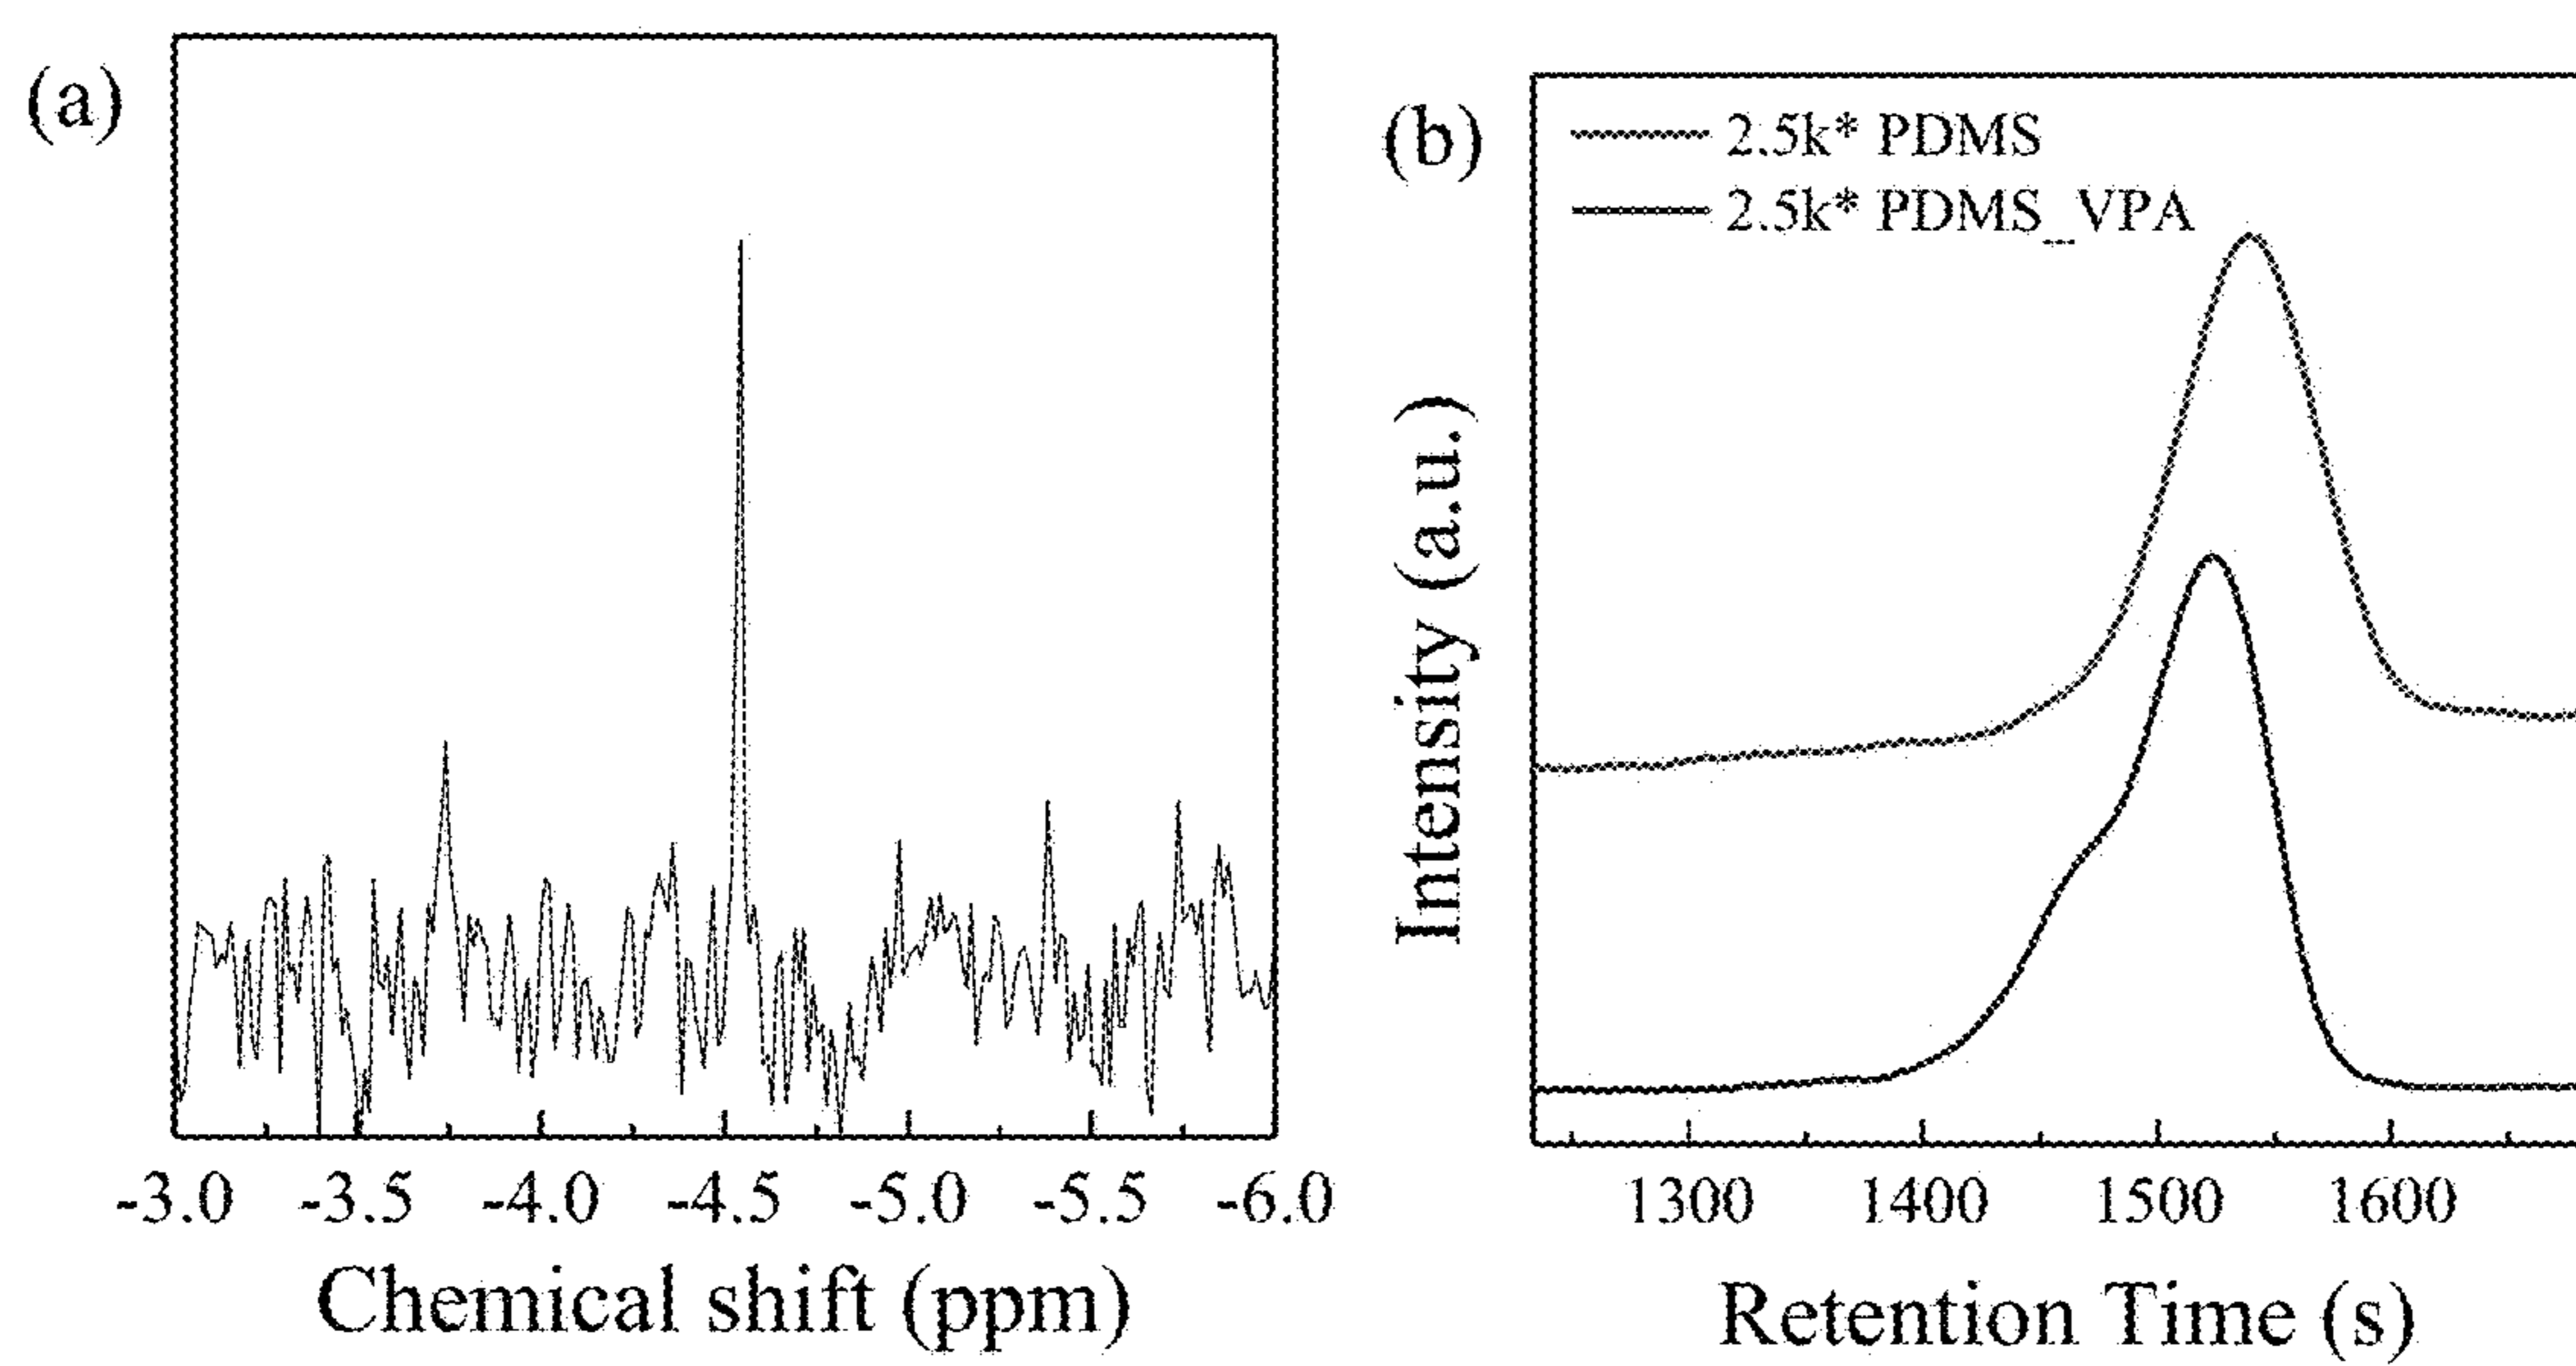 (a)
-3.0 -3.5 -4.0 -4.5 -5.0 -5.5 -6.0
Chemical shift (ppm)
(b)
2.5k* PDMS
2.5k* PDMS_VPA
Intensity (a.u.)
1300 1400 1500 1600
Retention Time (s)